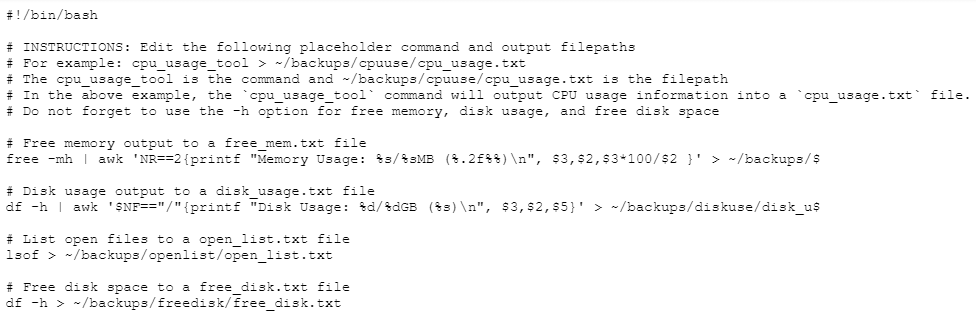 #!/bin/bash
# INSTRUCTIONS: Edit the following placeholder command and output filepaths
# For example: cpu_usage_tool > ~/backups/cpuuse/cpu_usage.txt
# The cpu_usage_tool is the command and ~/backups/cpuuse/cpu_usage.txt is the filepath
# In the above example, the `cpu_usage_tool` command will output CPU usage information into a `cpu_usage.txt` file.
# Do not forget to use the -h option for free memory, disk usage, and free disk space
# Free memory output to a free_mem.txt file
free -mh | awk 'NR==2{printf "Memory Usage: %s/%sMB (%.2f%%)\n", $3,$2,$3*100/$2 }' > ~/backups/$
# Disk usage output to a disk_usage.txt file
df -h | awk '$NF=="/"{printf "Disk Usage: %d/%dGB (%s)\n", $3,$2,$5}' > ~/backups/diskuse/disk_u$
# List open files to a open_list.txt file
lsof > ~/backups/openlist/open_list.txt
# Free disk space to a free_disk.txt file
df -h > ~/backups/freedisk/free_disk.txt